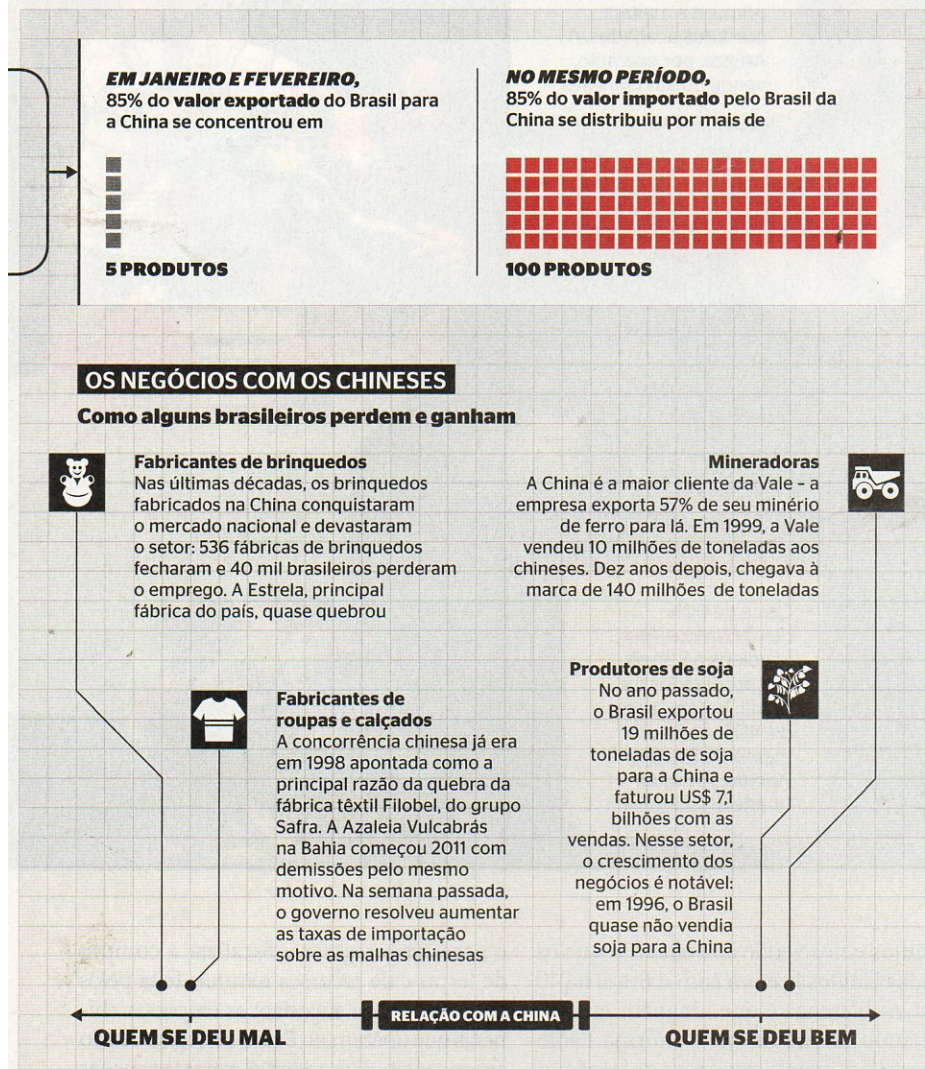 EM JANEIRO E FEVEREIRO,
85% do valor exportado do Brasil para
a China se concentrou em
5 PRODUTOS
NO MESMO PERÍODO,
85% do valor importado pelo Brasil da
China se distribuiu por mais de
100 PRODUTOS
OS NEGÓCIOS COM OS CHINESES
Como alguns brasileiros perdem e ganham
Fabricantes de brinquedos
Nas últimas décadas, os brinquedos
fabricados na China conquistaram
o mercado nacional e devastaram
o setor: 536 fábricas de brinquedos
fecharam e 40 mil brasileiros perderam
o emprego. A Estrela, principal
fábrica do país, quase quebrou
Mineradoras
A China é a maior cliente da Vale - a
empresa exporta 57% de seu minério
de ferro para lá. Em 1999, a Vale
vendeu 10 milhões de toneladas aos
chineses. Dez anos depois, chegava à
marca de 140 milhões de toneladas
Fabricantes de
roupas e calçados
A concorrência chinesa já era
em 1998 apontada como a
principal razão da quebra da
fábrica têxtil Filobel, do grupo
Safra. A Azaleia Vulcabrás
na Bahia começou 2011 com
demissões pelo mesmo
motivo. Na semana passada,
o governo resolveu aumentar
as taxas de importação
sobre as malhas chinesas
Produtores de soja
No ano passado,
o Brasil exportou
19 milhões de
toneladas de soja
para a China e
faturou US$ 7,1
bilhões com as
vendas. Nesse setor,
o crescimento dos
negócios é notável:
em 1996, o Brasil
quase não vendia
soja para a China
RELAÇÃO COM A CHINA
QUEM SE DEU MAL
QUEM SE DEU BEM